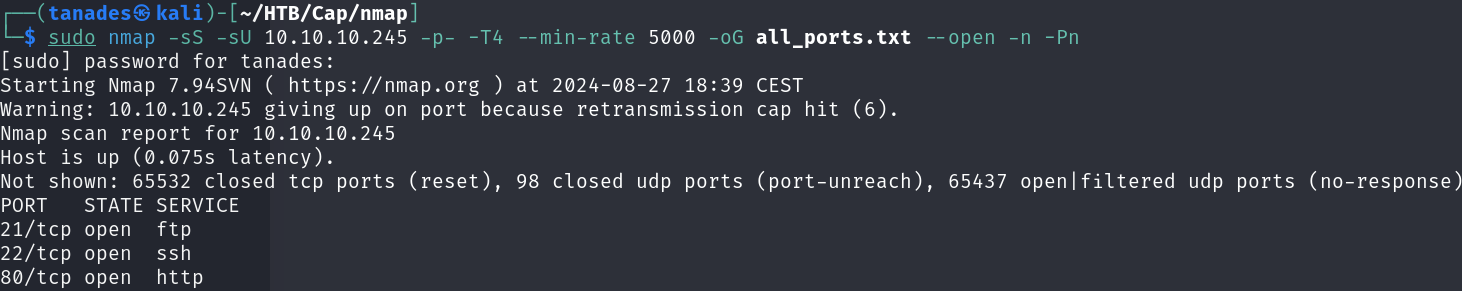 ┌──(tanades㉿kali)-[~/HTB/Cap/nmap]
└─$ sudo nmap -sS -sU 10.10.10.245 -p- -T4 --min-rate 5000 -oG all_ports.txt --open -n -Pn
[sudo] password for tanades:
Starting Nmap 7.94SVN ( https://nmap.org ) at 2024-08-27 18:39 CEST
Warning: 10.10.10.245 giving up on port because retransmission cap hit (6).
Nmap scan report for 10.10.10.245
Host is up (0.075s latency).
Not shown: 65532 closed tcp ports (reset), 98 closed udp ports (port-unreach), 65437 open|filtered udp ports (no-response)
PORT   STATE SERVICE
21/tcp open  ftp
22/tcp open  ssh
80/tcp open  http